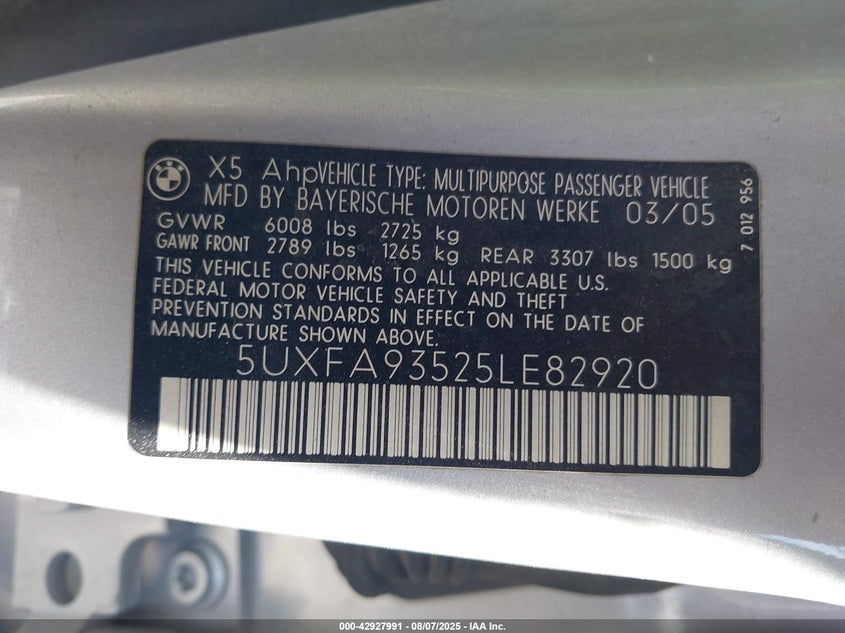 BMW
X5 Ahp VEHICLE TYPE: MULTIPURPOSE PASSENGER VEHICLE
MFD BY BAYERISCHE MOTOREN WERKE 03/05
GVWR 6008 lbs 2725 kg
GAWR FRONT 2789 lbs 1265 kg REAR 3307 lbs 1500 kg
THIS VEHICLE CONFORMS TO ALL APPLICABLE U.S.
FEDERAL MOTOR VEHICLE SAFETY AND THEFT
PREVENTION STANDARDS IN EFFECT ON THE DATE OF
MANUFACTURE SHOWN ABOVE.
5UXFA93525LE82920
7 012 956
000-42927991 - 08/07/2025 - IAA Inc.